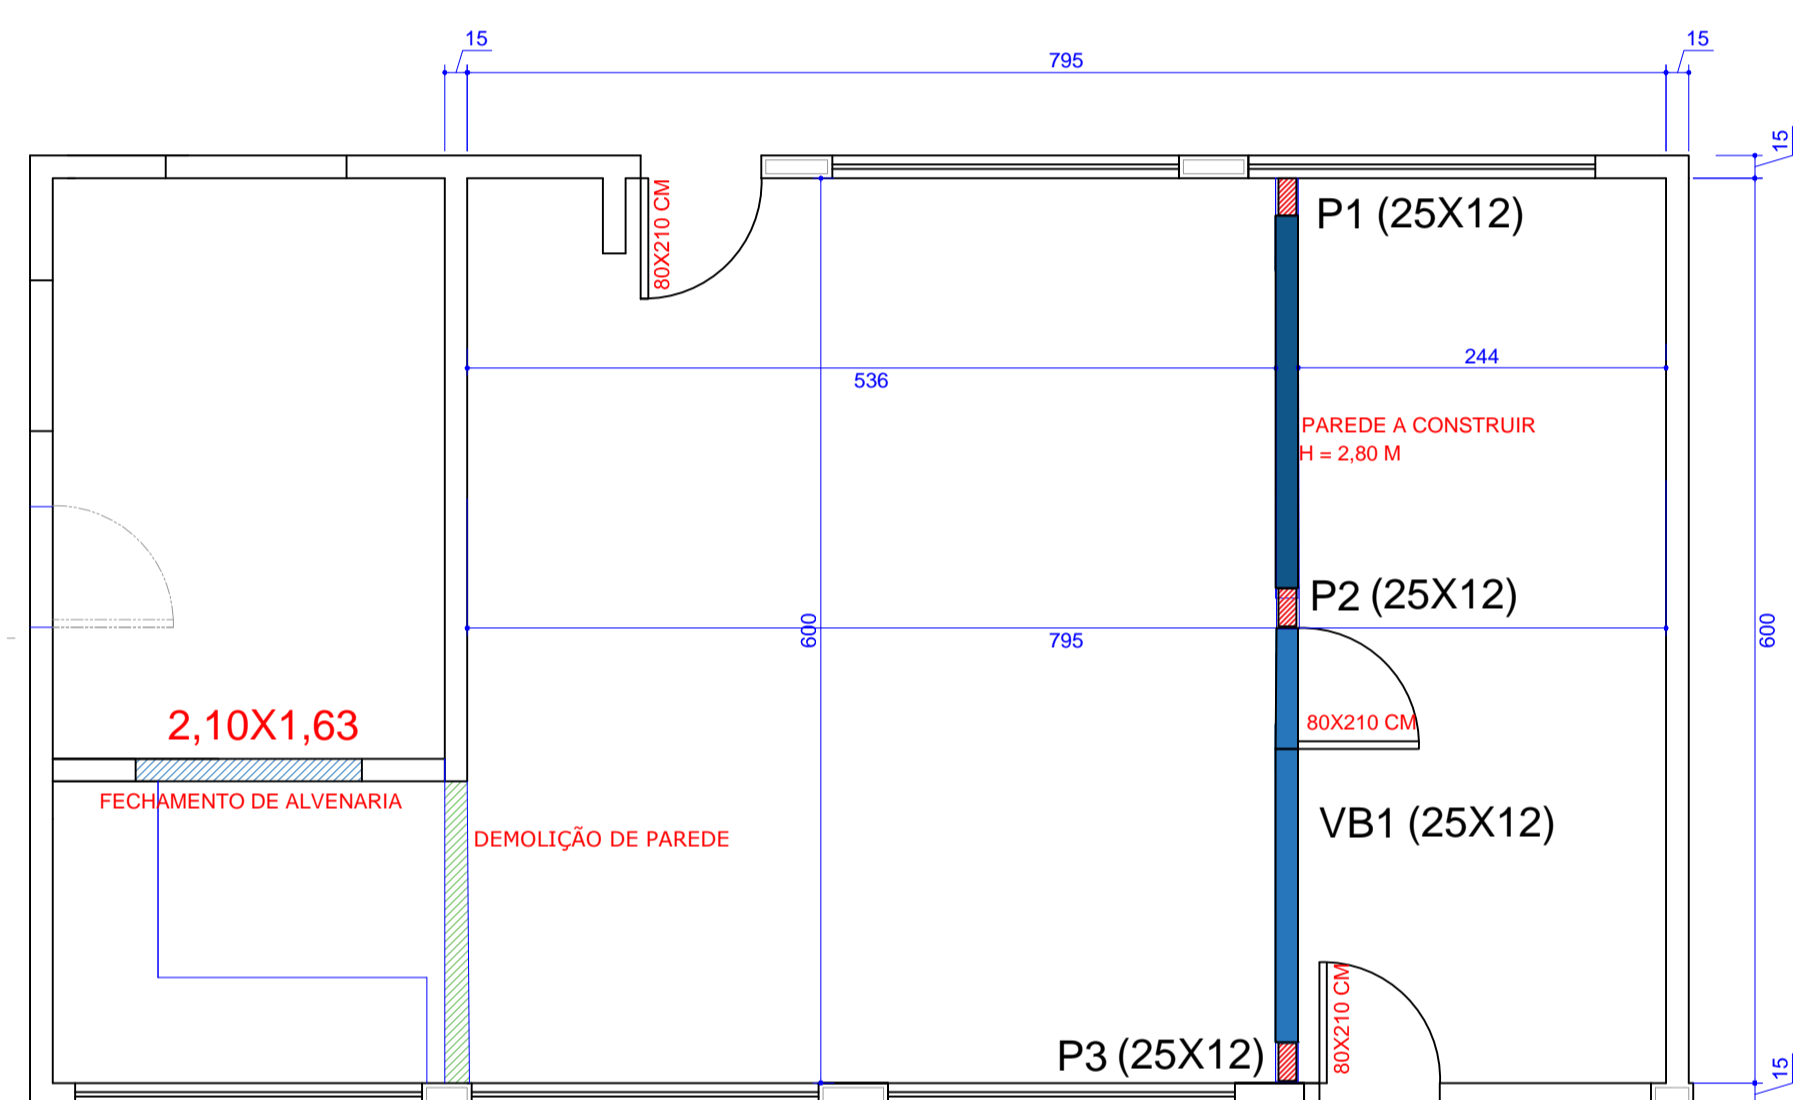 15
795
15
15
80X210 CM
P1 (25X12)
536
244
PAREDE A CONSTRUIR
H = 2,80 M
P2 (25X12)
600
795
600
2,10X1,63
80X210 CM
FECHAMENTO DE ALVENARIA
DEMOLIÇÃO DE PAREDE
VB1 (25X12)
80X210 CM
P3 (25X12)
15